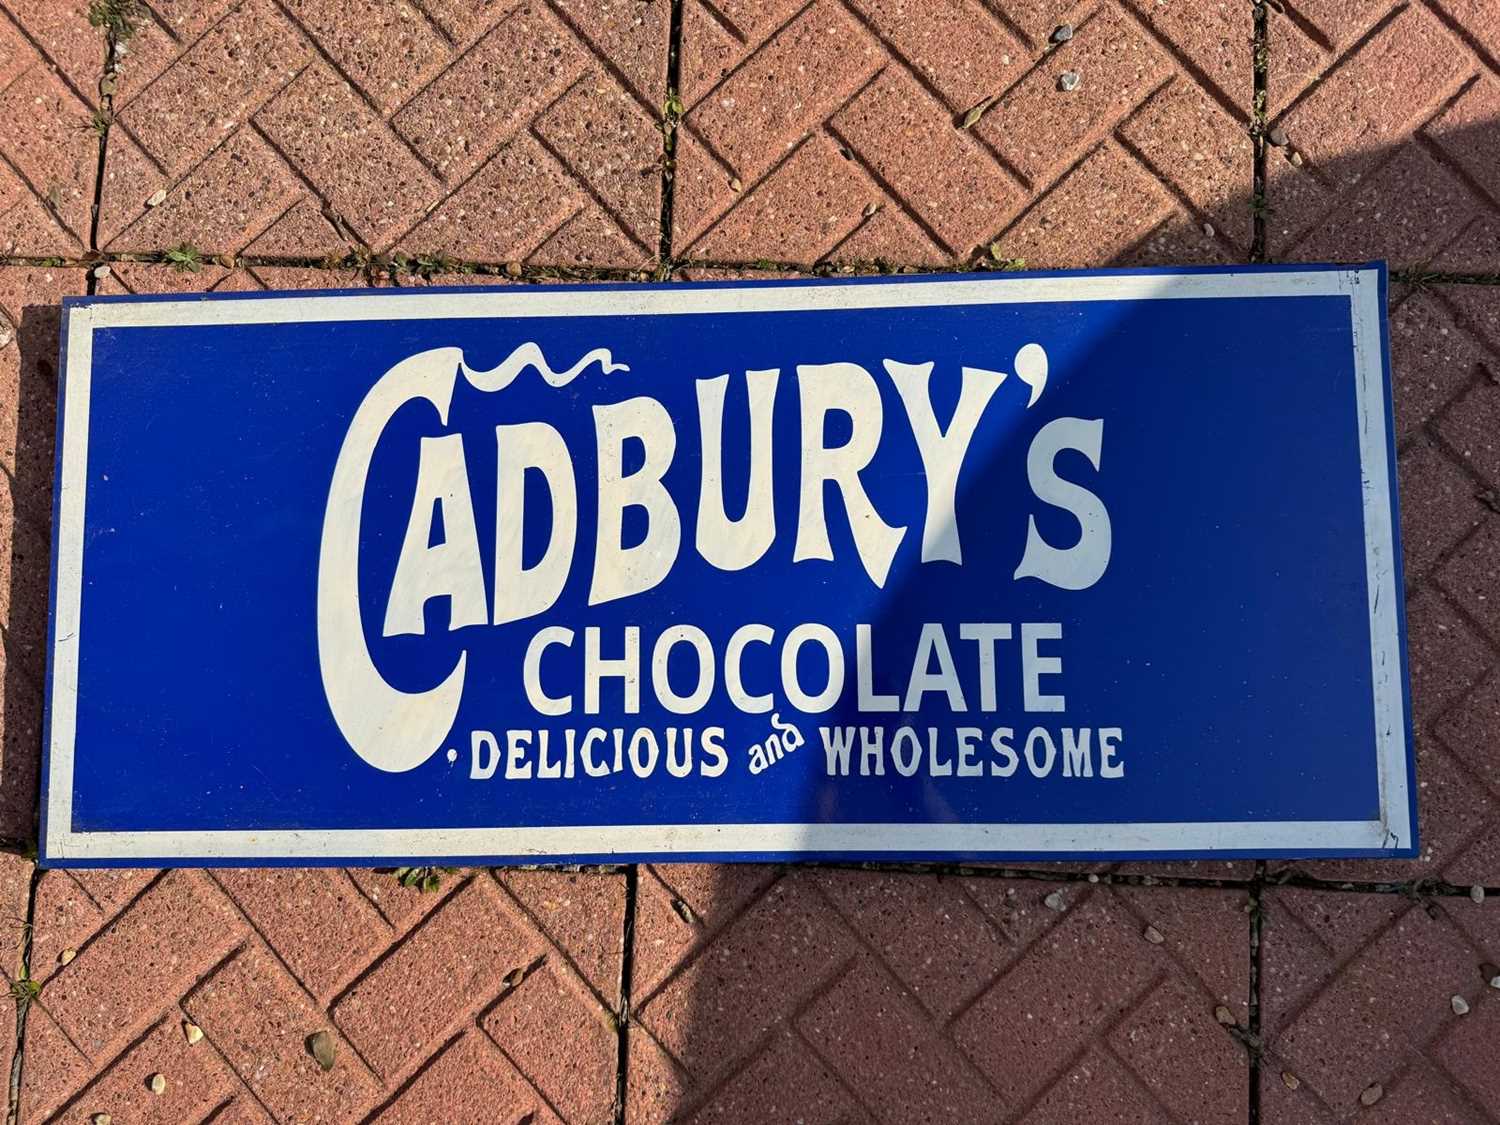 CADBURY'S
CHOCOLATE
·DELICIOUS and WHOLESOME